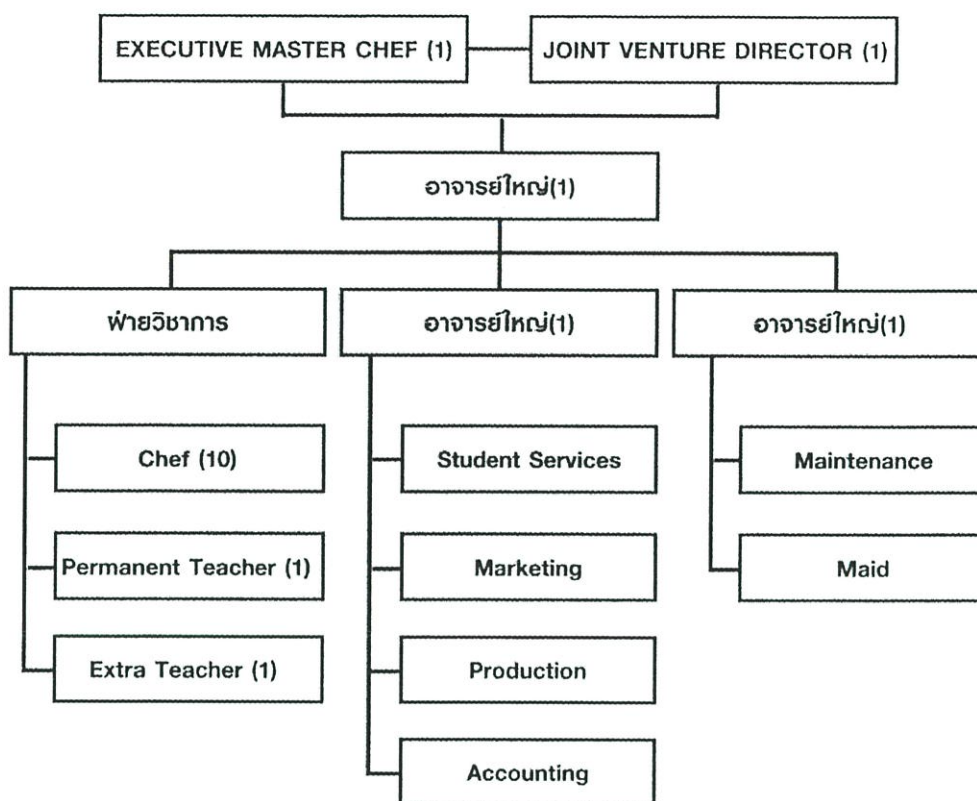 EXECUTIVE MASTER CHEF (1)
JOINT VENTURE DIRECTOR (1)
อาจารย์ใหญ่(1)
ฝ่ายวิชาการ
อาจารย์ใหญ่(1)
อาจารย์ใหญ่(1)
Chef (10)
Permanent Teacher (1)
Extra Teacher (1)
Student Services
Marketing
Production
Accounting
Maintenance
Maid